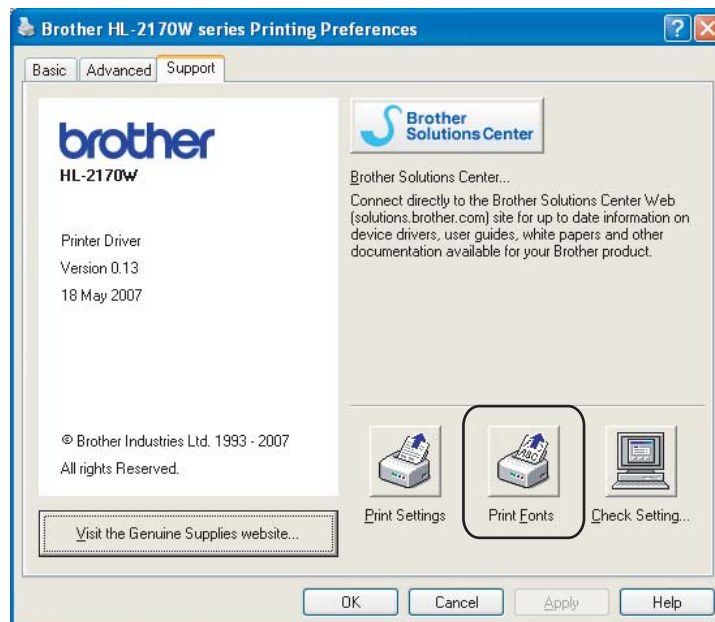 Brother HL-2170W series Printing Preferences
Basic Advanced Support
brother
HL-2170W
Printer Driver
Version 0.13
18 May 2007
© Brother Industries Ltd. 1993 - 2007
All rights Reserved.
Visit the Genuine Supplies website...
Brother
Solutions Center
Brother Solutions Center...
Connect directly to the Brother Solutions Center Web
(solutions.brother.com) site for up to date information on
device drivers, user guides, white papers and other
documentation available for your Brother product.
ABC
Print Settings Print Fonts Check Setting...
OK Cancel Apply Help